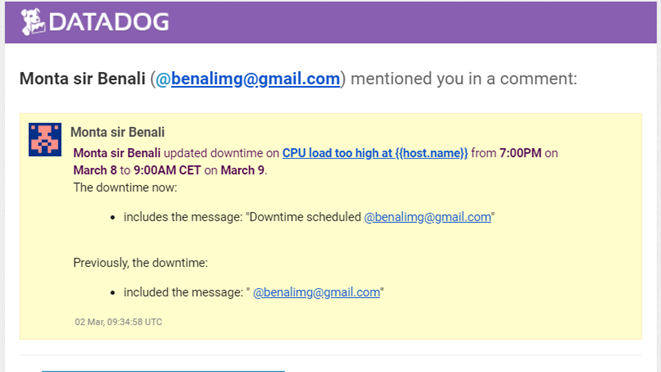 DATADOG
Monta sir Benali (@benalimg@gmail.com) mentioned you in a comment:
Monta sir Benali
Monta sir Benali updated downtime on CPU load too high at {{host.name}} from 7:00PM on
March 8 to 9:00AM CET on March 9.
The downtime now:
• includes the message: "Downtime scheduled @benalimg@gmail.com"
Previously, the downtime:
• included the message: " @benalimg@gmail.com"
02 Mar, 09:34:58 UTC